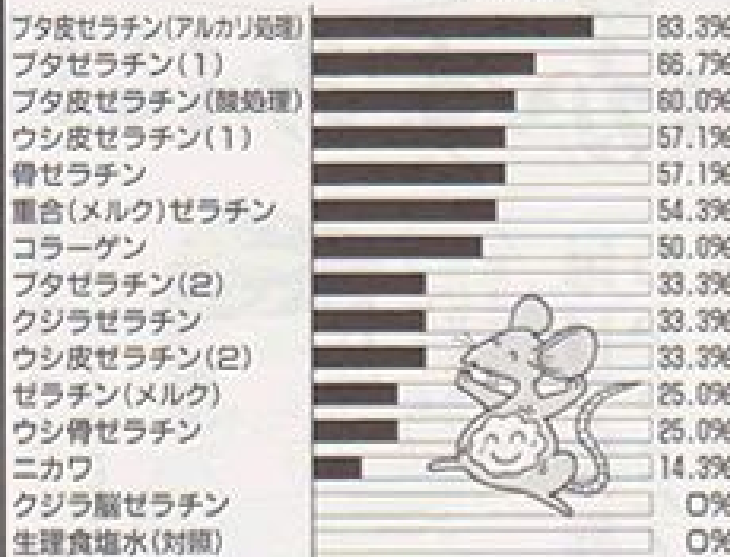 ブタ皮ゼラチン(アルカリ処理) 83.3%
ブタゼラチン(1) 66.7%
ブタ皮ゼラチン(酸処理) 60.0%
ウシ皮ゼラチン(1) 57.1%
骨ゼラチン 57.1%
重合(メルク)ゼラチン 54.3%
コラーゲン 50.0%
ブタゼラチン(2) 33.3%
クジラゼラチン 33.3%
ウシ皮ゼラチン(2) 33.3%
ゼラチン(メルク) 25.0%
ウシ骨ゼラチン 25.0%
ニカワ 14.3%
クジラ脳ゼラチン 0%
生理食塩水(対照) 0%